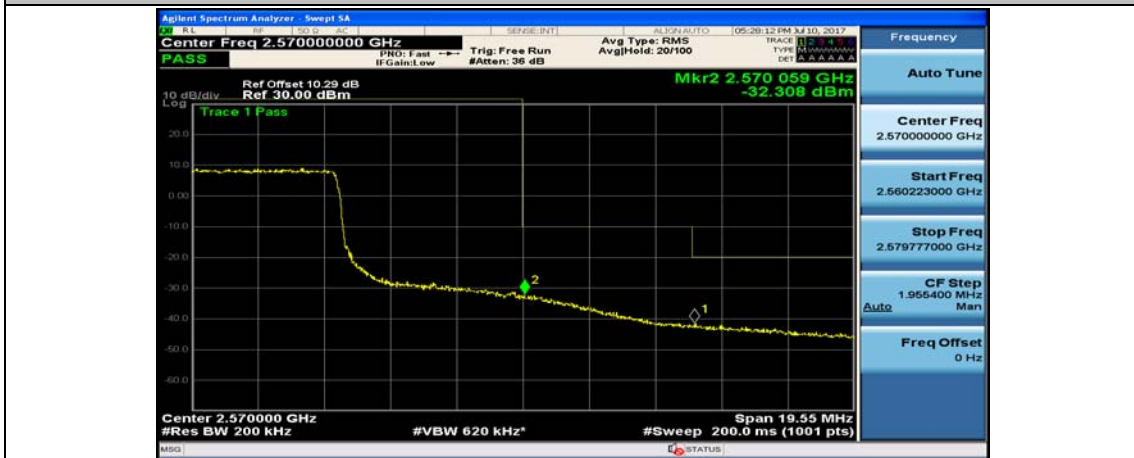 Agilent Spectrum Analyzer - Swept SA
RL RF 50 Ω AC SENSE:INT ALIGN AUTO 05:28:12 PM Jul 10, 2017
Center Freq 2.570000000 GHz
PASS
PNO: Fast
IFGain:Low
Trig: Free Run
#Atten: 36 dB
Avg Type: RMS
Avg|Hold: 20/100
TRACE 1 2 3 4 5 6
TYPE M
DET A A A A A A
Ref Offset 10.29 dB
10 dB/div Ref 30.00 dBm
Log
Mkr2 2.570 059 GHz
-32.308 dBm
Trace 1 Pass
20.0
10.0
0.00
-10.0
-20.0
-30.0
-40.0
-50.0
-60.0
2
1
Center 2.570000 GHz
Span 19.55 MHz
#Res BW 200 kHz
#VBW 620 kHz*
#Sweep 200.0 ms (1001 pts)
MSG
STATUS
Frequency
Auto Tune
Center Freq
2.570000000 GHz
Start Freq
2.560223000 GHz
Stop Freq
2.579777000 GHz
CF Step
1.955400 MHz
Auto Man
Freq Offset
0 Hz